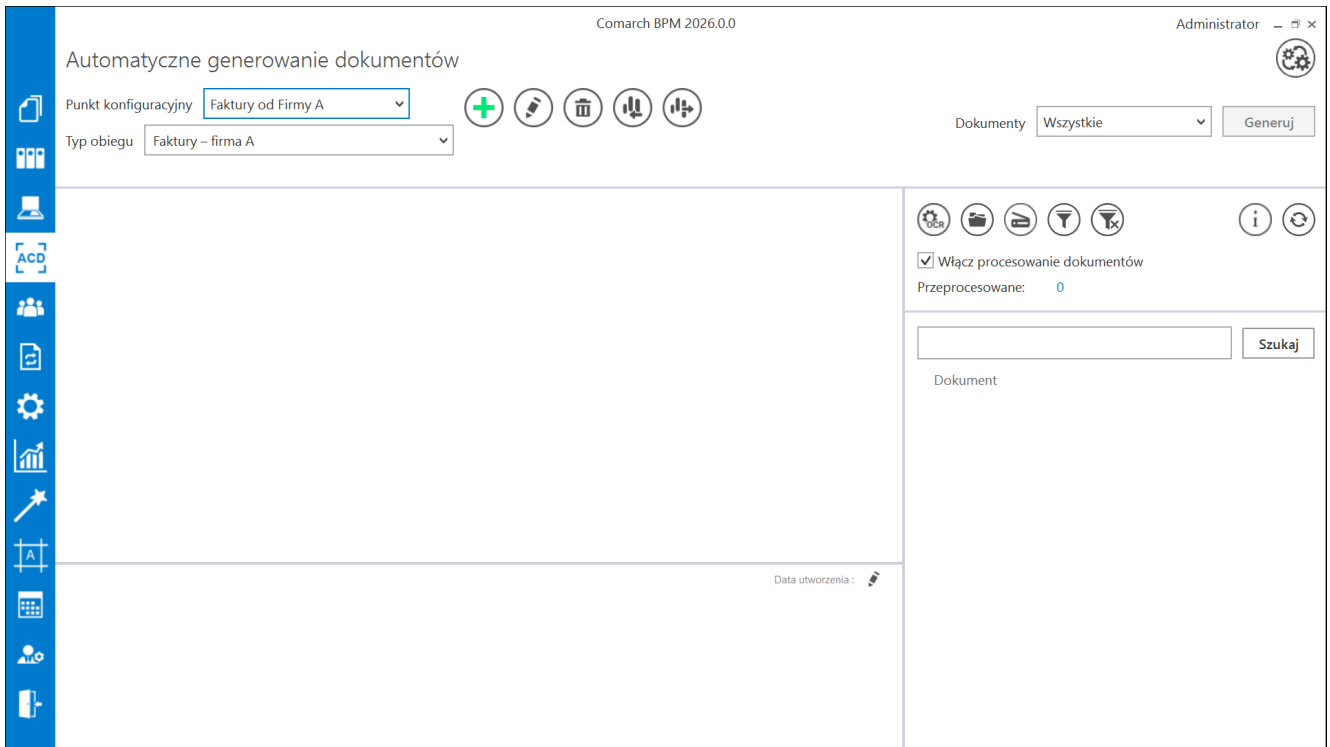 Comarch BPM 2026.0.0
Administrator
Automatyczne generowanie dokumentów
Punkt konfiguracyjny Faktury od Firmy A
Typ obiegu Faktury – firma A
Dokumenty Wszystkie Generuj
ACD
OCR
i
Włącz procesowanie dokumentów
Przeprocesowane: 0
Szukaj
Dokument
A
Data utworzenia :